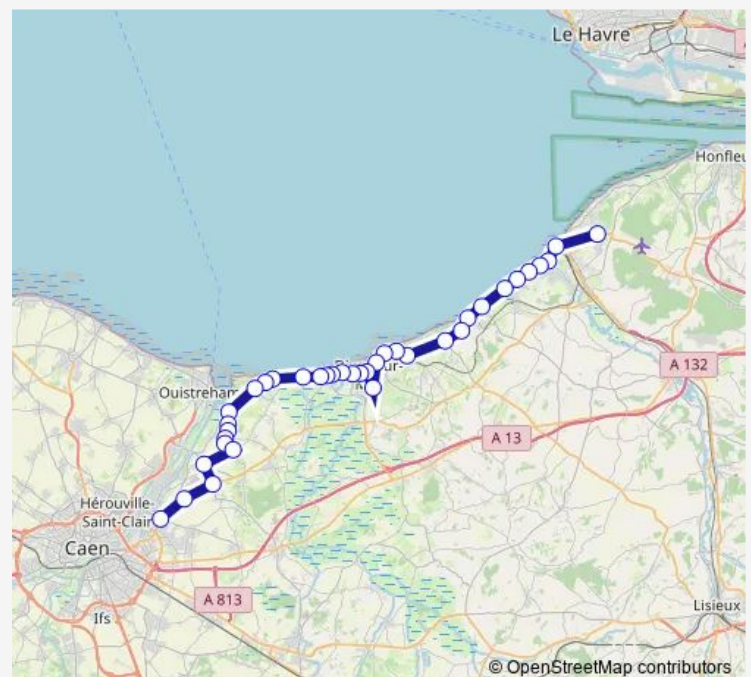 Le Havre
Honfleu
A 132
Ouistreham
A 13
Hérouville-
Saint-Clair
Caen
A 813
Ifs
Lisieux
© OpenStreetMap contributors